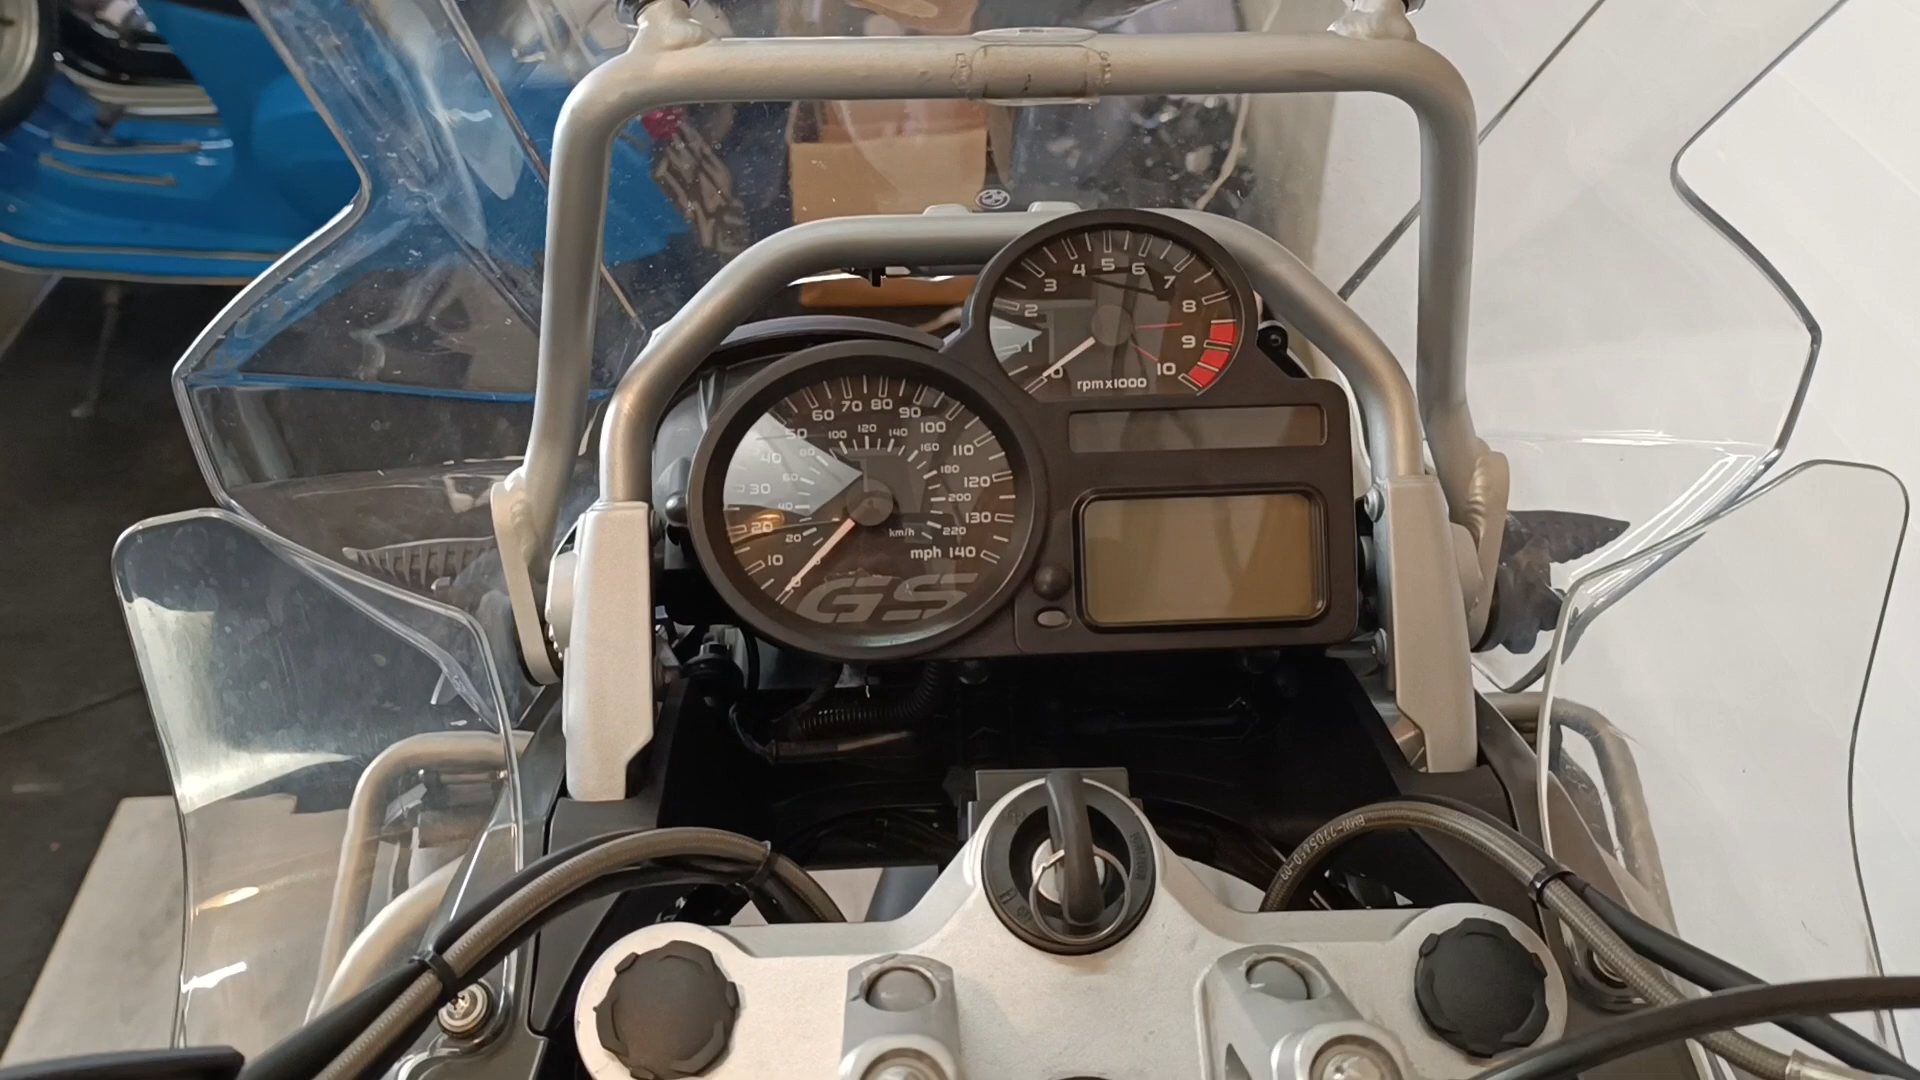 4 5 6
3 7
2 8
1 9
0 10
rpm x1000
60 70 80 90
50 100 120 140 100
40 80 160 110
30 60 180 120
40 200
20 20 km/h 220 130
10 mph 140
0
GS